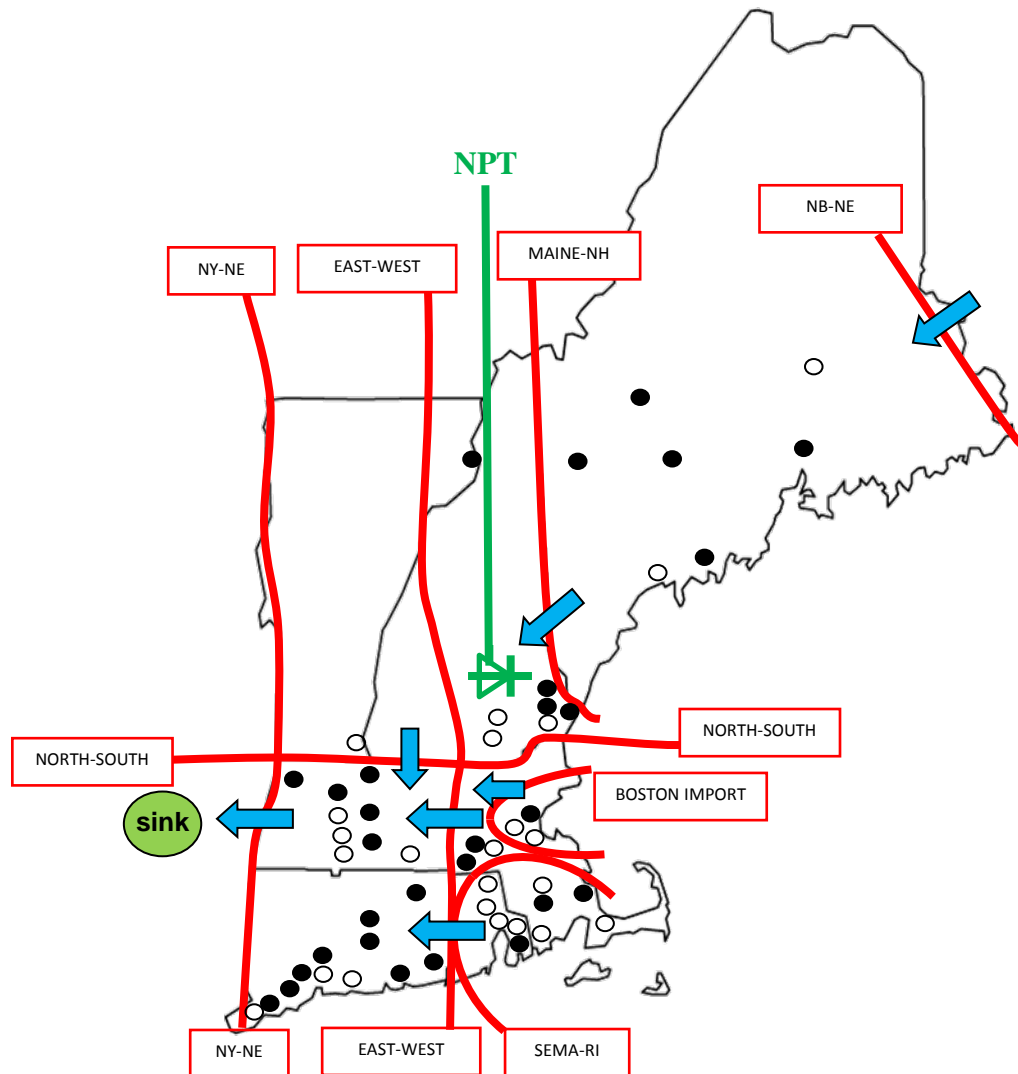 NPT
NB-NE
NY-NE
EAST-WEST
MAINE-NH
NORTH-SOUTH
NORTH-SOUTH
BOSTON IMPORT
sink
NY-NE
EAST-WEST
SEMA-RI